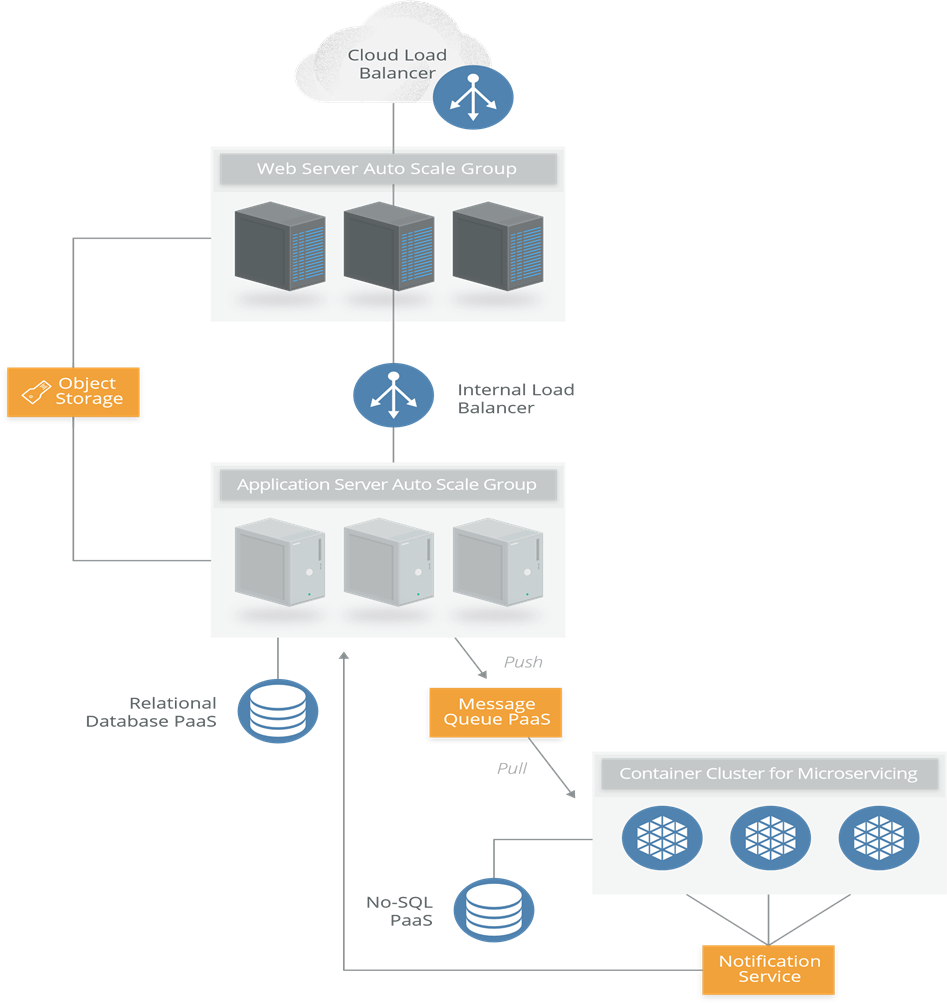 Cloud Load
Balancer
Web Server Auto Scale Group
Object
Storage
Internal Load
Balancer
Application Server Auto Scale Group
Push
Relational
Database PaaS
Message
Queue PaaS
Pull
Container Cluster for Microservicing
No-SQL
PaaS
Notification
Service